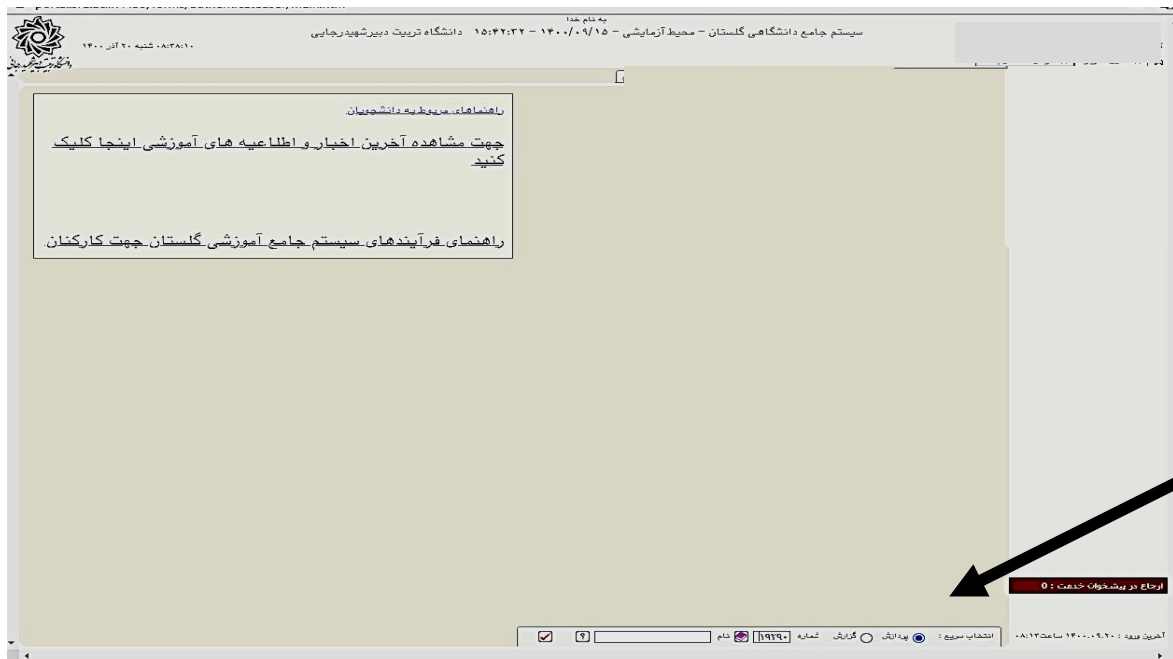 به نام خدا
سیستم جامع دانشگاهی گلستان - محیط آزمایشی - ۱۴۰۰/۰۹/۱۵ - ۱۵:۴۲:۳۲ دانشگاه تربیت دبیرشهیدرجایی
۰۸:۳۸:۱۰ شنبه ۲۰ آذر ۱۴۰۰
راهنماهای مربوط به دانشجویان
جهت مشاهده آخرین اخبار و اطلاعیه های آموزشی اینجا کلیک
کنید
راهنمای فرآیندهای سیستم جامع آموزشی گلستان جهت کارکنان
ارجاع در پیشخوان خدمت : 0
آخرین ورود : ۱۴۰۰.۰۹.۲۰ ساعت ۰۸:۱۳
انتخاب سریع : پردازش گزارش شماره ۱۹۲۹۰ نام